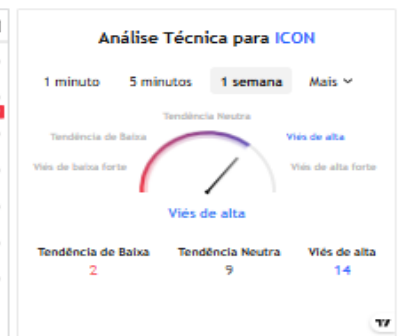 Análise Técnica para ICON
1 minuto 5 minutos 1 semana Mais
Tendência Neutra
Tendência de Baixa Viés de alta
Viés de baixa forte Viés de alta forte
Viés de alta
Tendência de Baixa Tendência Neutra Viés de alta
2 9 14